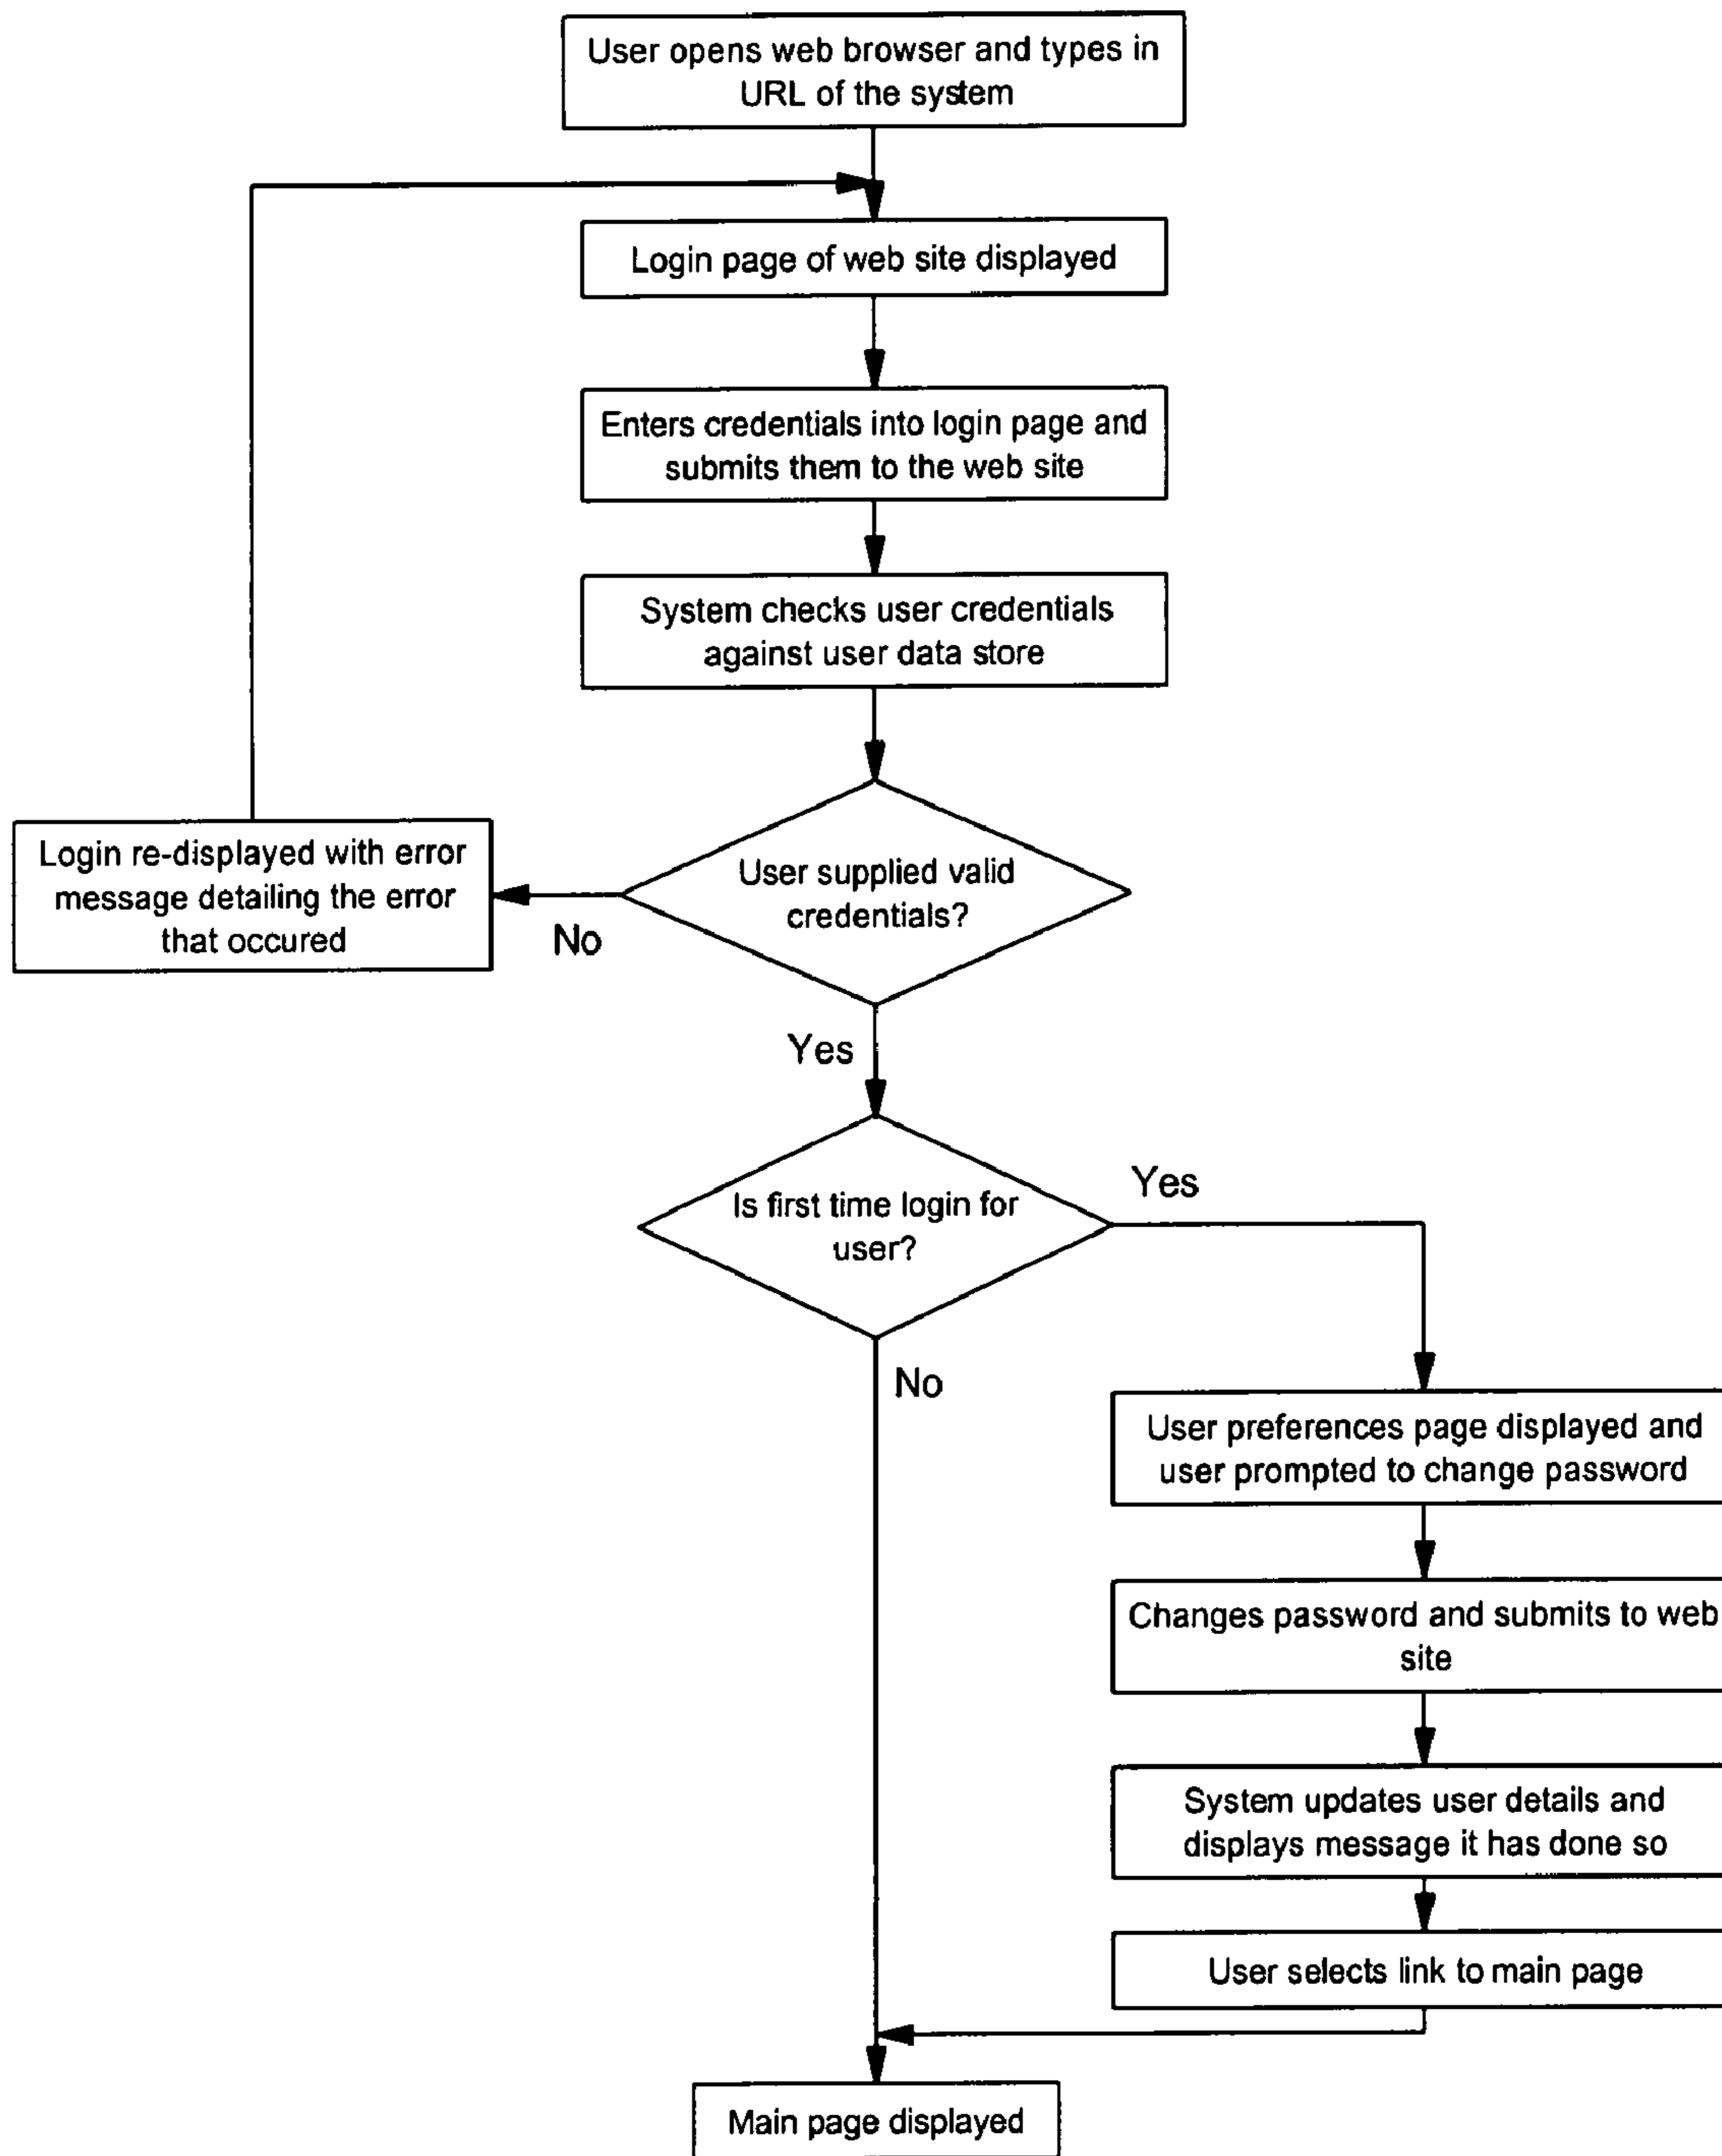 User opens web browser and types in
URL of the system
Login page of web site displayed
Enters credentials into login page and
submits them to the web site
System checks user credentials
against user data store
User supplied valid
credentials?
No
Login re-displayed with error
message detailing the error
that occured
Yes
Is first time login for
user?
Yes
No
User preferences page displayed and
user prompted to change password
Changes password and submits to web
site
System updates user details and
displays message it has done so
User selects link to main page
Main page displayed